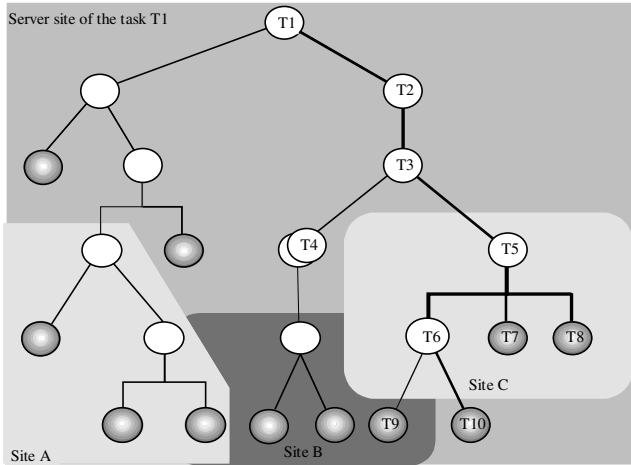 Server site of the task T1
T1
T2
T3
T4
T5
T6
T7
T8
Site C
T9
T10
Site B
Site A